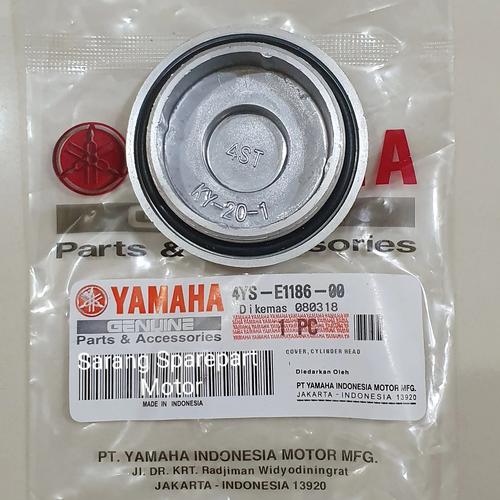 4ST
KY-20-1
YAMAHA
GENUINE
Parts & Accessories
YAMAHA
GENUINE
Parts & Accessories
MADE IN INDONESIA
4YS-E1186-00
Dikemas 080318
1 PC
COVER,CYLINDER HEAD
Diedarkan Oleh
PT YAMAHA INDONESIA MOTOR MFG.
JAKARTA - INDONESIA 13920
Sarang Sparepart
Motor
PT. YAMAHA INDONESIA MOTOR MFG.
Jl. DR. KRT. Radjiman Widyodiningrat
JAKARTA - INDONESIA 13920